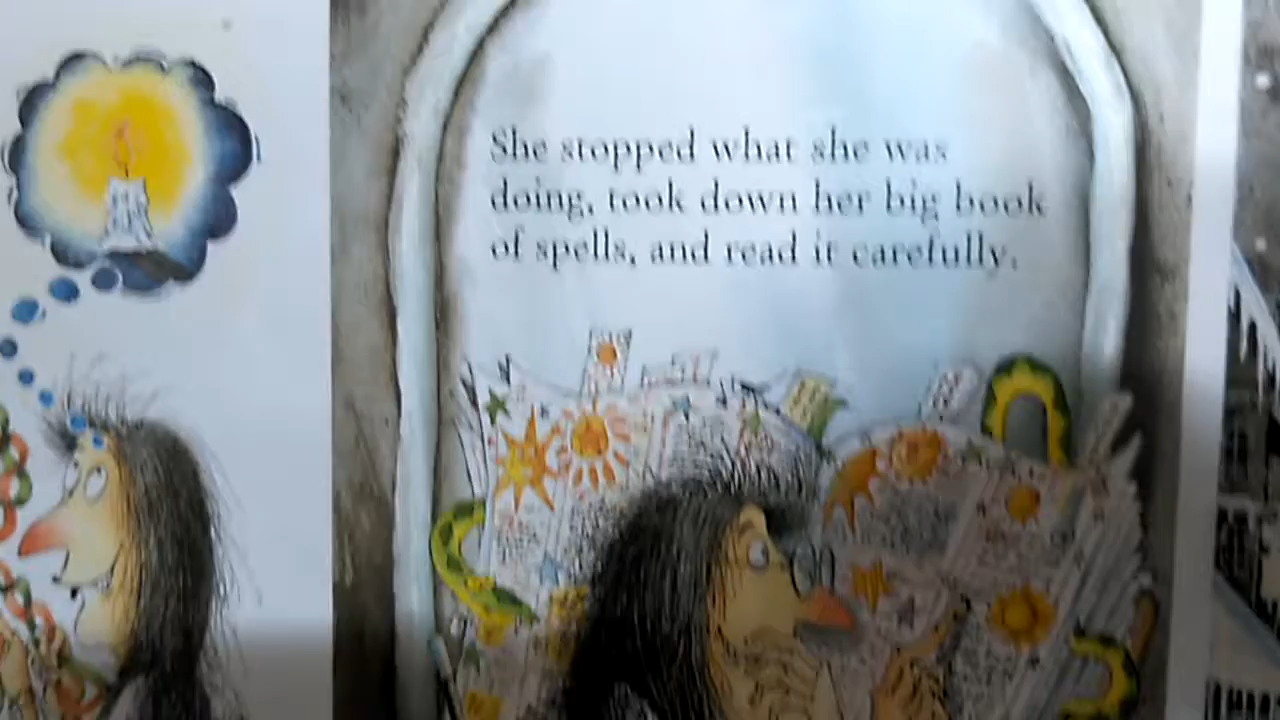 She stopped what she was
doing, took down her big book
of spells, and read it carefully.